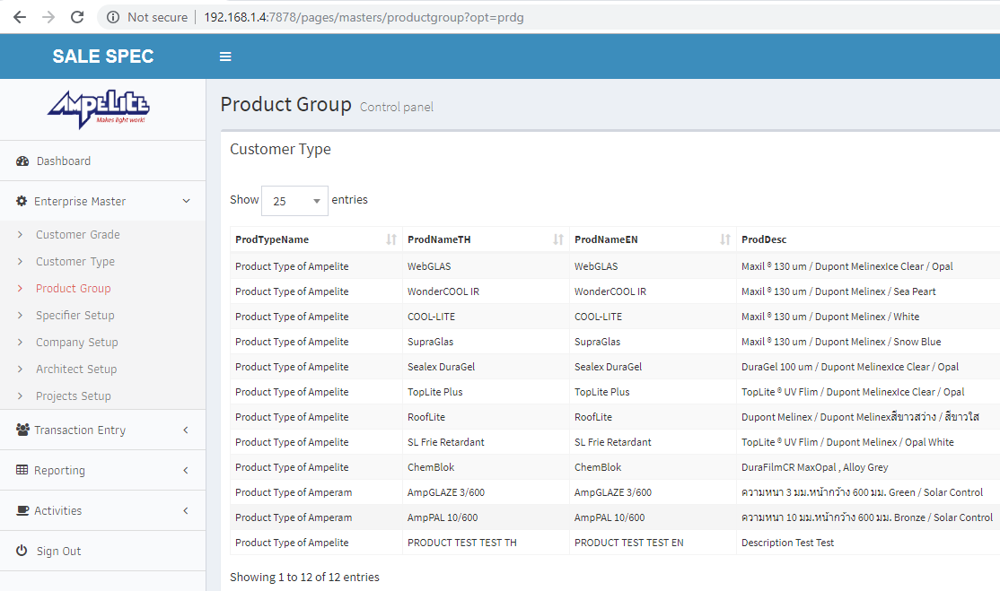 Not secure 192.168.1.4:7878/pages/masters/productgroup?opt=prdg
SALE SPEC
AMPELITE
Makes light work!
Dashboard
Enterprise Master
Customer Grade
Customer Type
Product Group
Specifier Setup
Company Setup
Architect Setup
Projects Setup
Transaction Entry
Reporting
Activities
Sign Out
Product Group Control panel
Customer Type
Show 25 entries
ProdTypeName ProdNameTH ProdNameEN ProdDesc
Product Type of Ampelite WebGLAS WebGLAS Maxil ® 130 um / Dupont MelinexIce Clear / Opal
Product Type of Ampelite WonderCOOL IR WonderCOOL IR Maxil ® 130 um / Dupont Melinex / Sea Peart
Product Type of Ampelite COOL-LITE COOL-LITE Maxil ® 130 um / Dupont Melinex / White
Product Type of Ampelite SupraGlas SupraGlas Maxil ® 130 um / Dupont Melinex / Snow Blue
Product Type of Ampelite Sealex DuraGel Sealex DuraGel DuraGel 100 um / Dupont MelinexIce Clear / Opal
Product Type of Ampelite TopLite Plus TopLite Plus TopLite ® UV Flim / Dupont MelinexIce Clear / Opal
Product Type of Ampelite RoofLite RoofLite Dupont Melinex / Dupont Melinexสีขาวสว่าง / สีขาวใส
Product Type of Ampelite SL Frie Retardant SL Frie Retardant TopLite ® UV Flim / Dupont Melinex / Opal White
Product Type of Ampelite ChemBlok ChemBlok DuraFilmCR MaxOpal , Alloy Grey
Product Type of Amperam AmpGLAZE 3/600 AmpGLAZE 3/600 ความหนา 3 มม.หน้ากว้าง 600 มม. Green / Solar Control
Product Type of Amperam AmpPAL 10/600 AmpPAL 10/600 ความหนา 10 มม.หน้ากว้าง 600 มม. Bronze / Solar Control
Product Type of Ampelite PRODUCT TEST TEST TH PRODUCT TEST TEST EN Description Test Test
Showing 1 to 12 of 12 entries